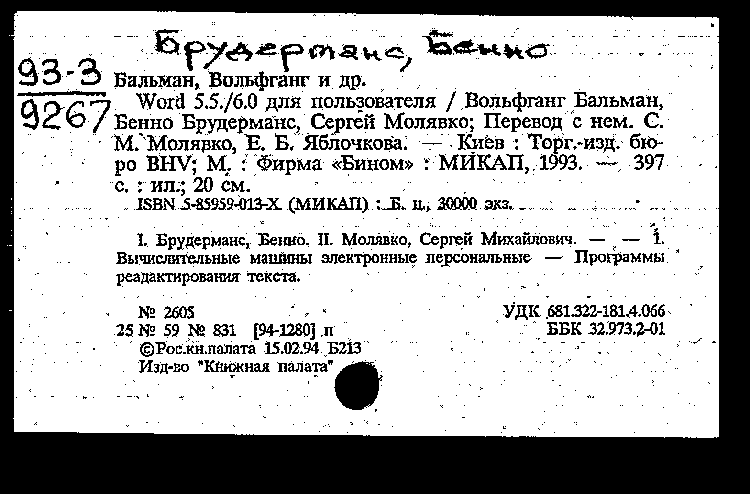 Брудерманс, Бенно
93-3
9267
Бальман, Вольфганг и др.
Word 5.5./6.0 для пользователя / Вольфганг Бальман,
Бенно Брудерманс, Сергей Молявко; Перевод с нем. С.
М. Молявко, Е. Б. Яблочкова. — Киев : Торг.-изд. бю-
ро BHV; М. : Фирма «Бином» : МИКАП, 1993. — 397
с. : ил.; 20 см.
ISBN 5-85959-013-X (МИКАП) : Б. ц., 30000 экз.
I. Брудерманс, Бенно. II. Молявко, Сергей Михайлович. — — 1.
Вычислительные машины электронные персональные — Программы
реадактирования текста.
№ 2605 УДК 681.322-181.4.066
25 № 59 № 831 [94-1280] п ББК 32.973.2-01
©Рос.кн.палата 15.02.94 Б213
Изд-во "Книжная палата"